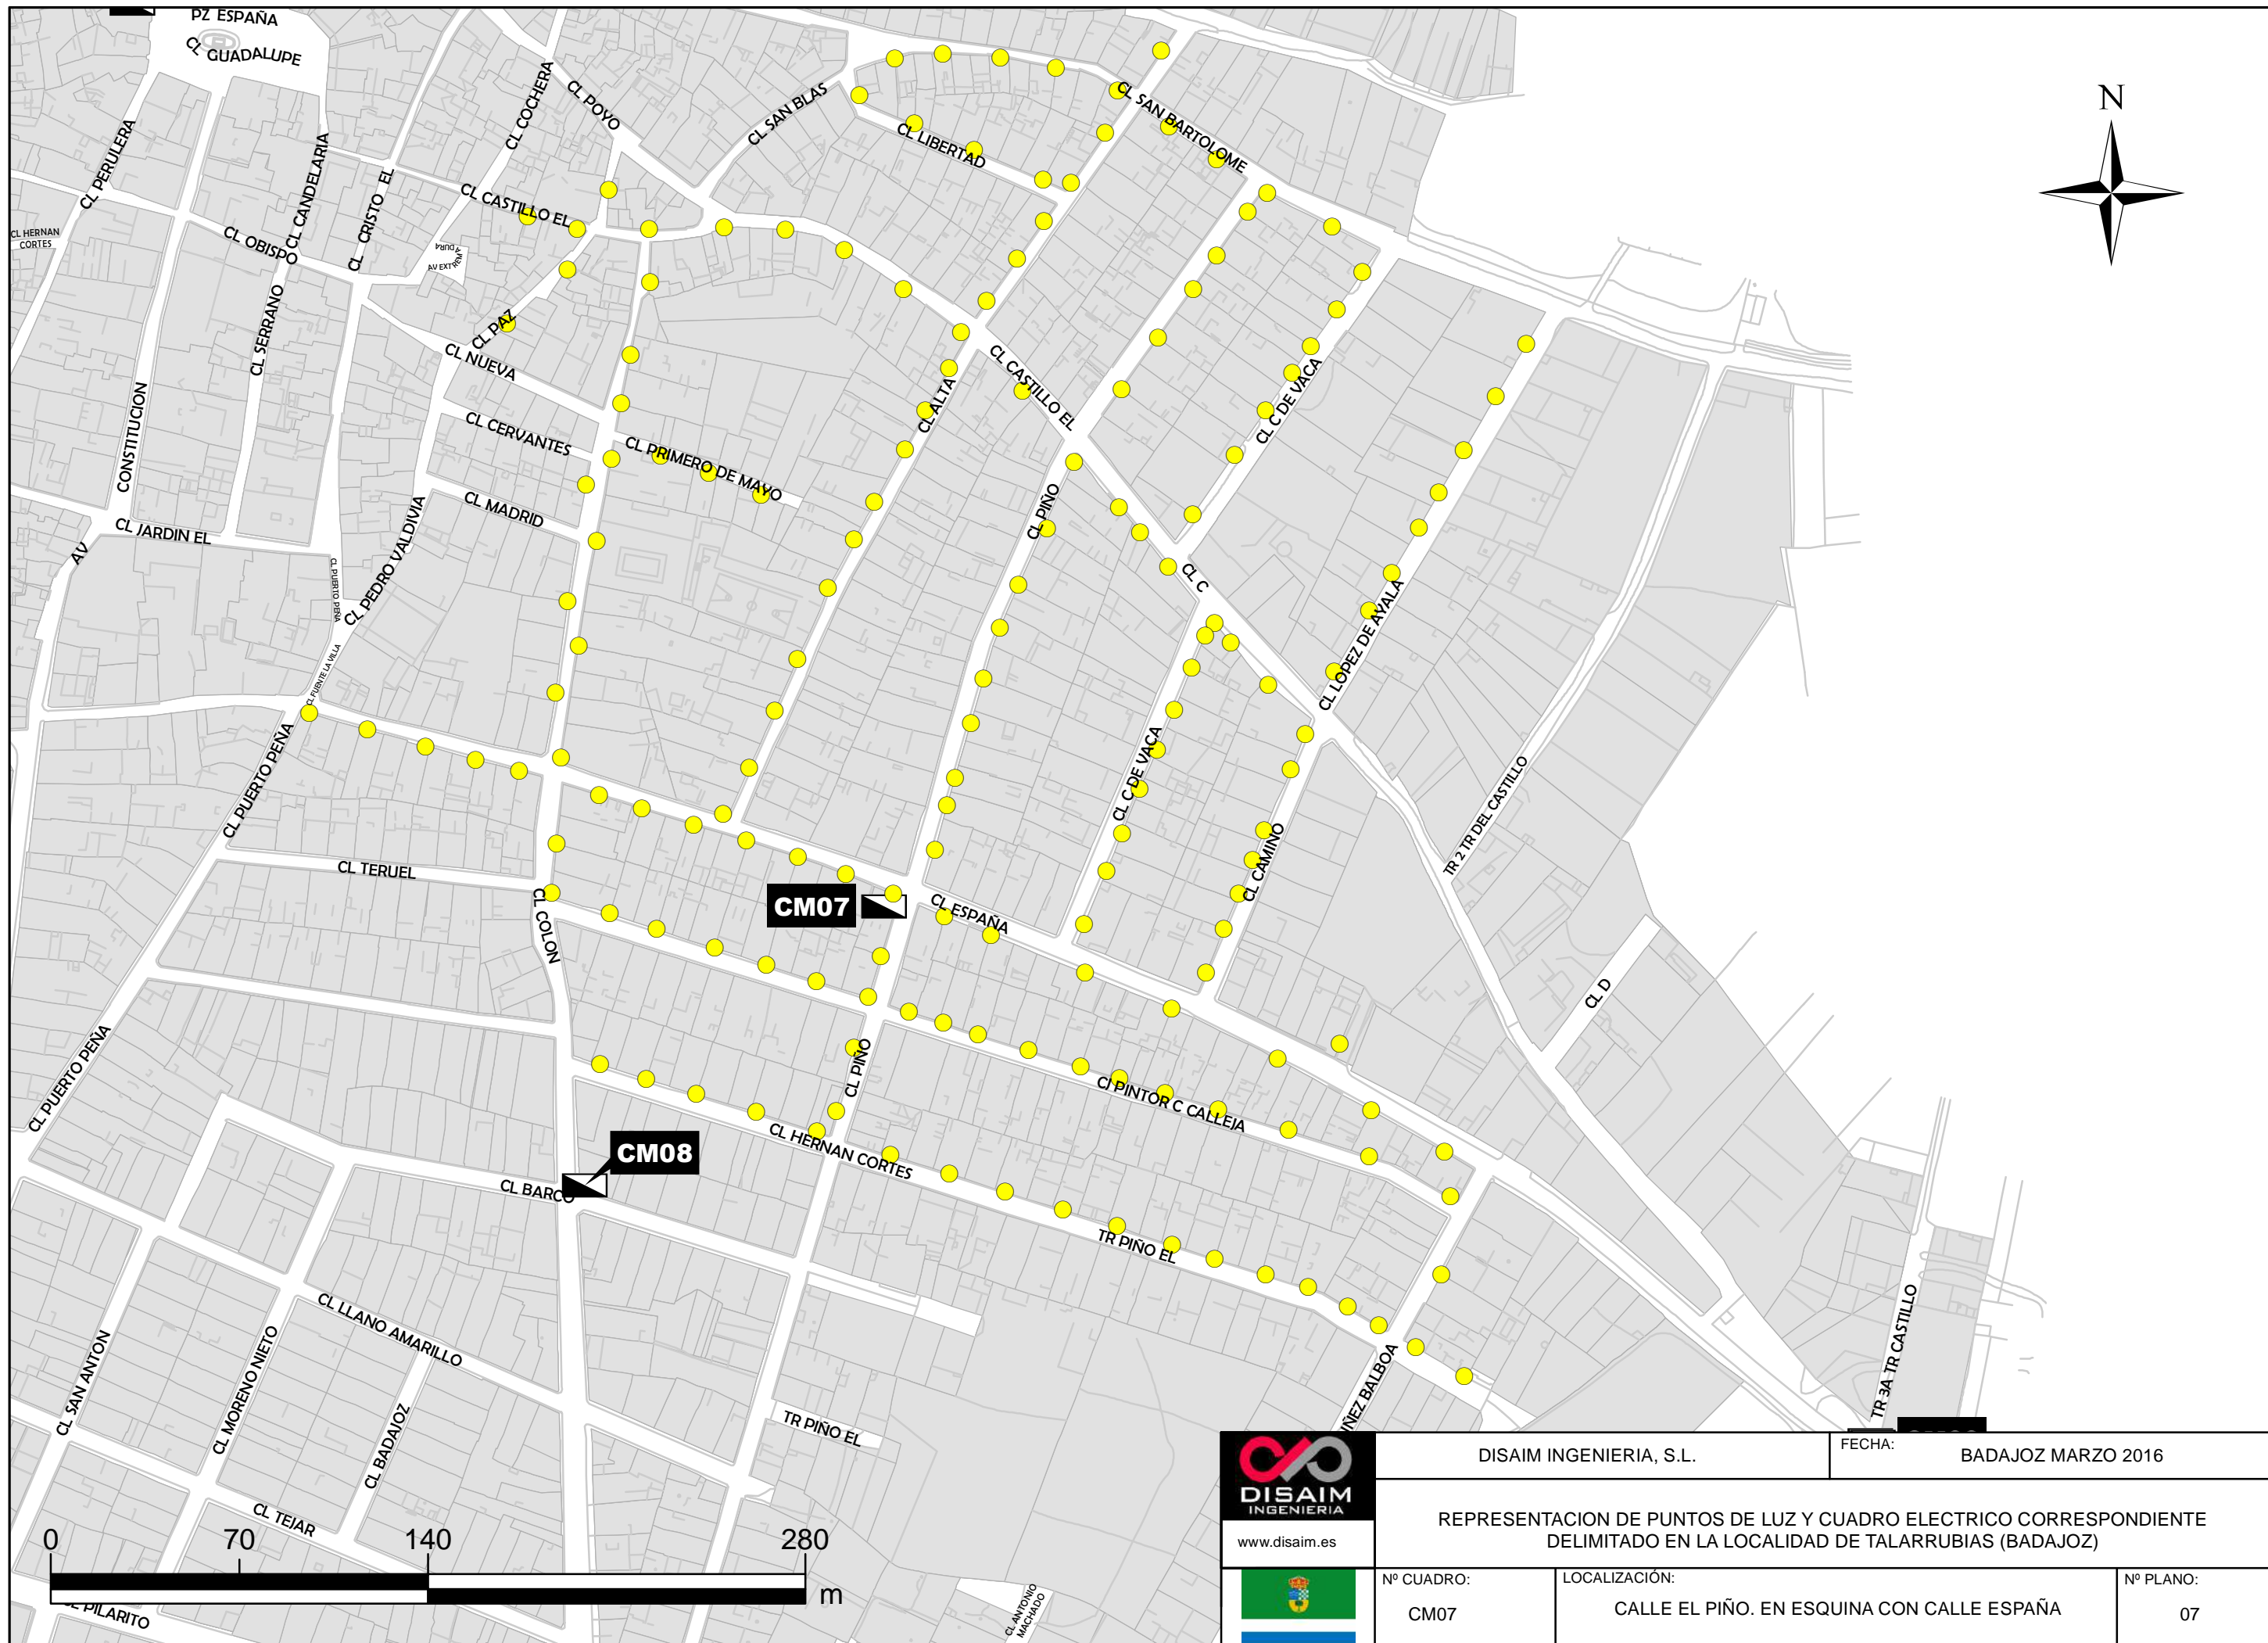 PZ ESPAÑA
CL GUADALUPE
N
CL COCHERA
CL POYO
CL SAN BLAS
CL SAN BARTOLOME
CL PERULERA
CL CANDELARIA
CL CRISTO EL
CL LIBERTAD
CL CASTILLO EL
CL HERNAN
CORTES
CL OBISPO
CL SERRANO
CL PAZ
CL NUEVA
CL CASTILLO EL
CL ALTA
CL C DE VACA
CONSTITUCION
CL CERVANTES
CL PRIMERO DE MAYO
CL MADRID
CL PIÑO
CL JARDIN EL
AV
CL PUERTO PEÑA
CL PEDRO VALDIVIA
CL C
CL LOPEZ DE AYALA
CL FUENTE LA VILLA
CL PUERTO PEÑA
CL C DE VACA
TR 2 TR DEL CASTILLO
CL TERUEL
CL CAMINO
CM07
CL ESPAÑA
CL COLON
CL D
CL PUERTO PEÑA
CL PIÑO
CJ PINTOR C CALLEJA
CL HERNAN CORTES
CM08
CL BARCO
TR PIÑO EL
CL LLANO AMARILLO
CL SAN ANTON
CL MORENO NIETO
CL BADAJOZ
TR 3A TR CASTILLO
ÑEZ BALBOA
TR PIÑO EL
CL TEJAR
0 70 140 280
m
PILARITO
CL ANTONIO
MACHADO
DISAIM
INGENIERIA
www.disaim.es
DISAIM INGENIERIA, S.L.
FECHA:
BADAJOZ MARZO 2016
REPRESENTACION DE PUNTOS DE LUZ Y CUADRO ELECTRICO CORRESPONDIENTE
DELIMITADO EN LA LOCALIDAD DE TALARRUBIAS (BADAJOZ)
Nº CUADRO:
CM07
LOCALIZACIÓN:
CALLE EL PIÑO. EN ESQUINA CON CALLE ESPAÑA
Nº PLANO:
07